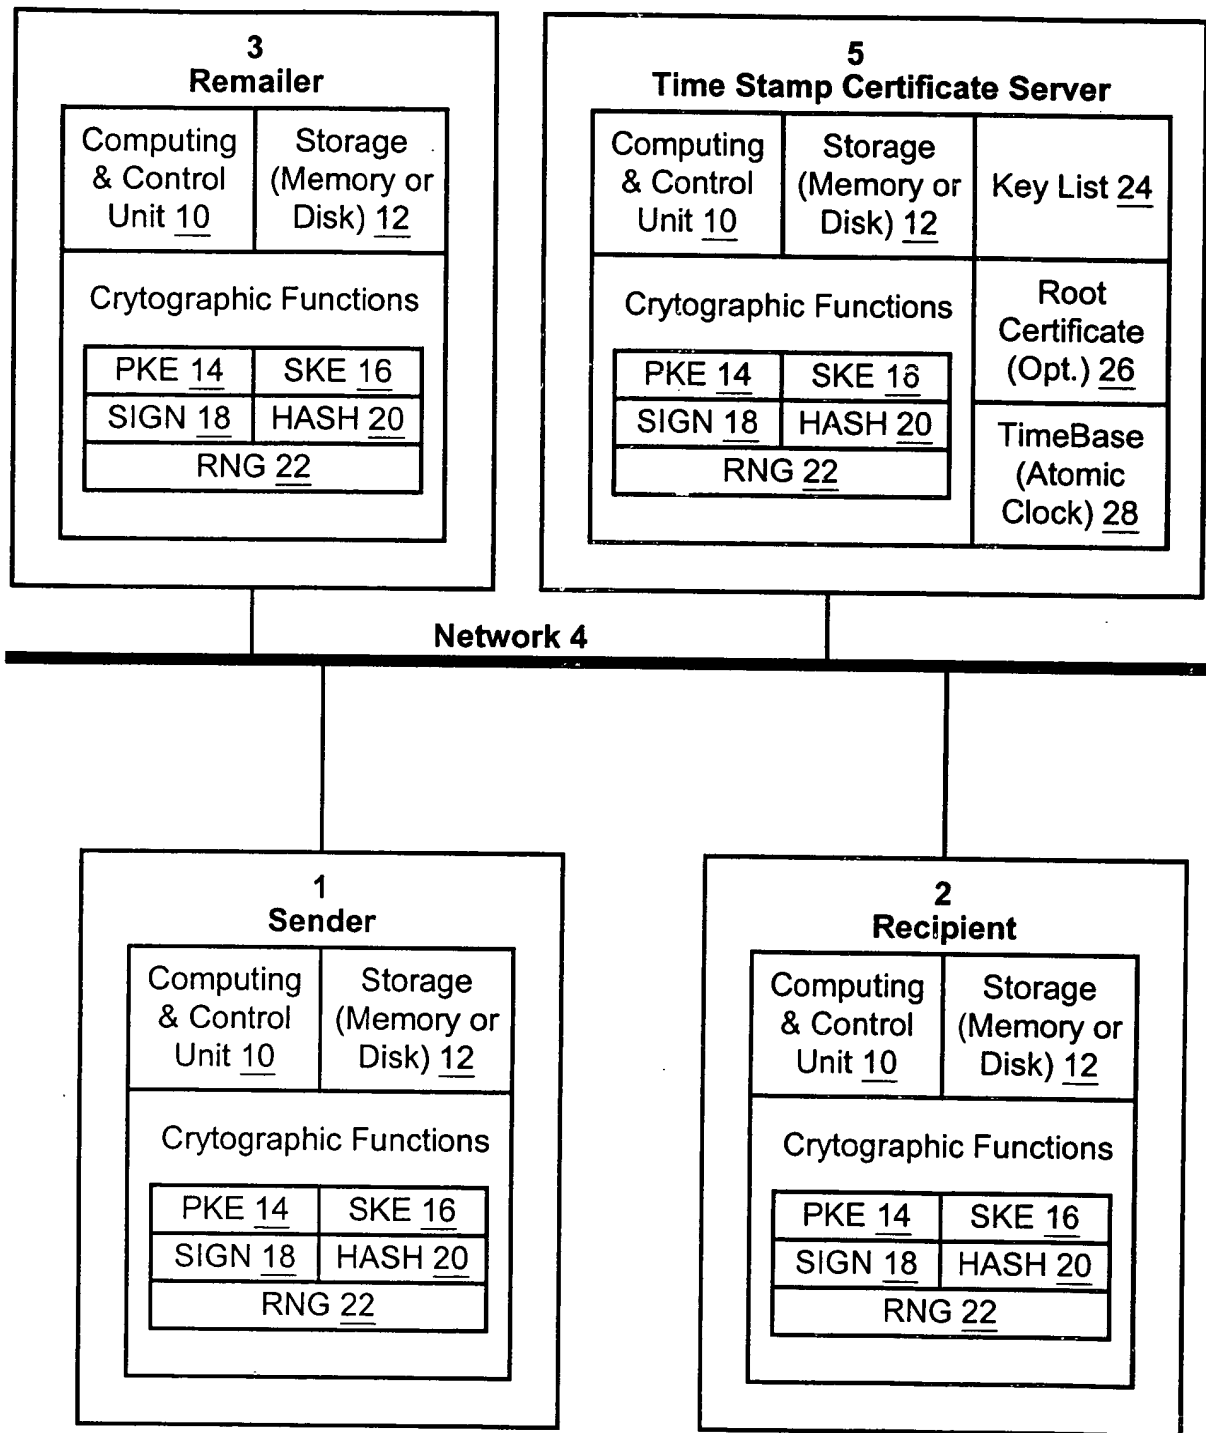 3
Remailer
Computing
& Control
Unit 10
Storage
(Memory or
Disk) 12
Crytographic Functions
PKE 14
SKE 16
SIGN 18
HASH 20
RNG 22
5
Time Stamp Certificate Server
Computing
& Control
Unit 10
Storage
(Memory or
Disk) 12
Key List 24
Crytographic Functions
PKE 14
SKE 16
SIGN 18
HASH 20
RNG 22
Root
Certificate
(Opt.) 26
TimeBase
(Atomic
Clock) 28
Network 4
1
Sender
Computing
& Control
Unit 10
Storage
(Memory or
Disk) 12
Crytographic Functions
PKE 14
SKE 16
SIGN 18
HASH 20
RNG 22
2
Recipient
Computing
& Control
Unit 10
Storage
(Memory or
Disk) 12
Crytographic Functions
PKE 14
SKE 16
SIGN 18
HASH 20
RNG 22